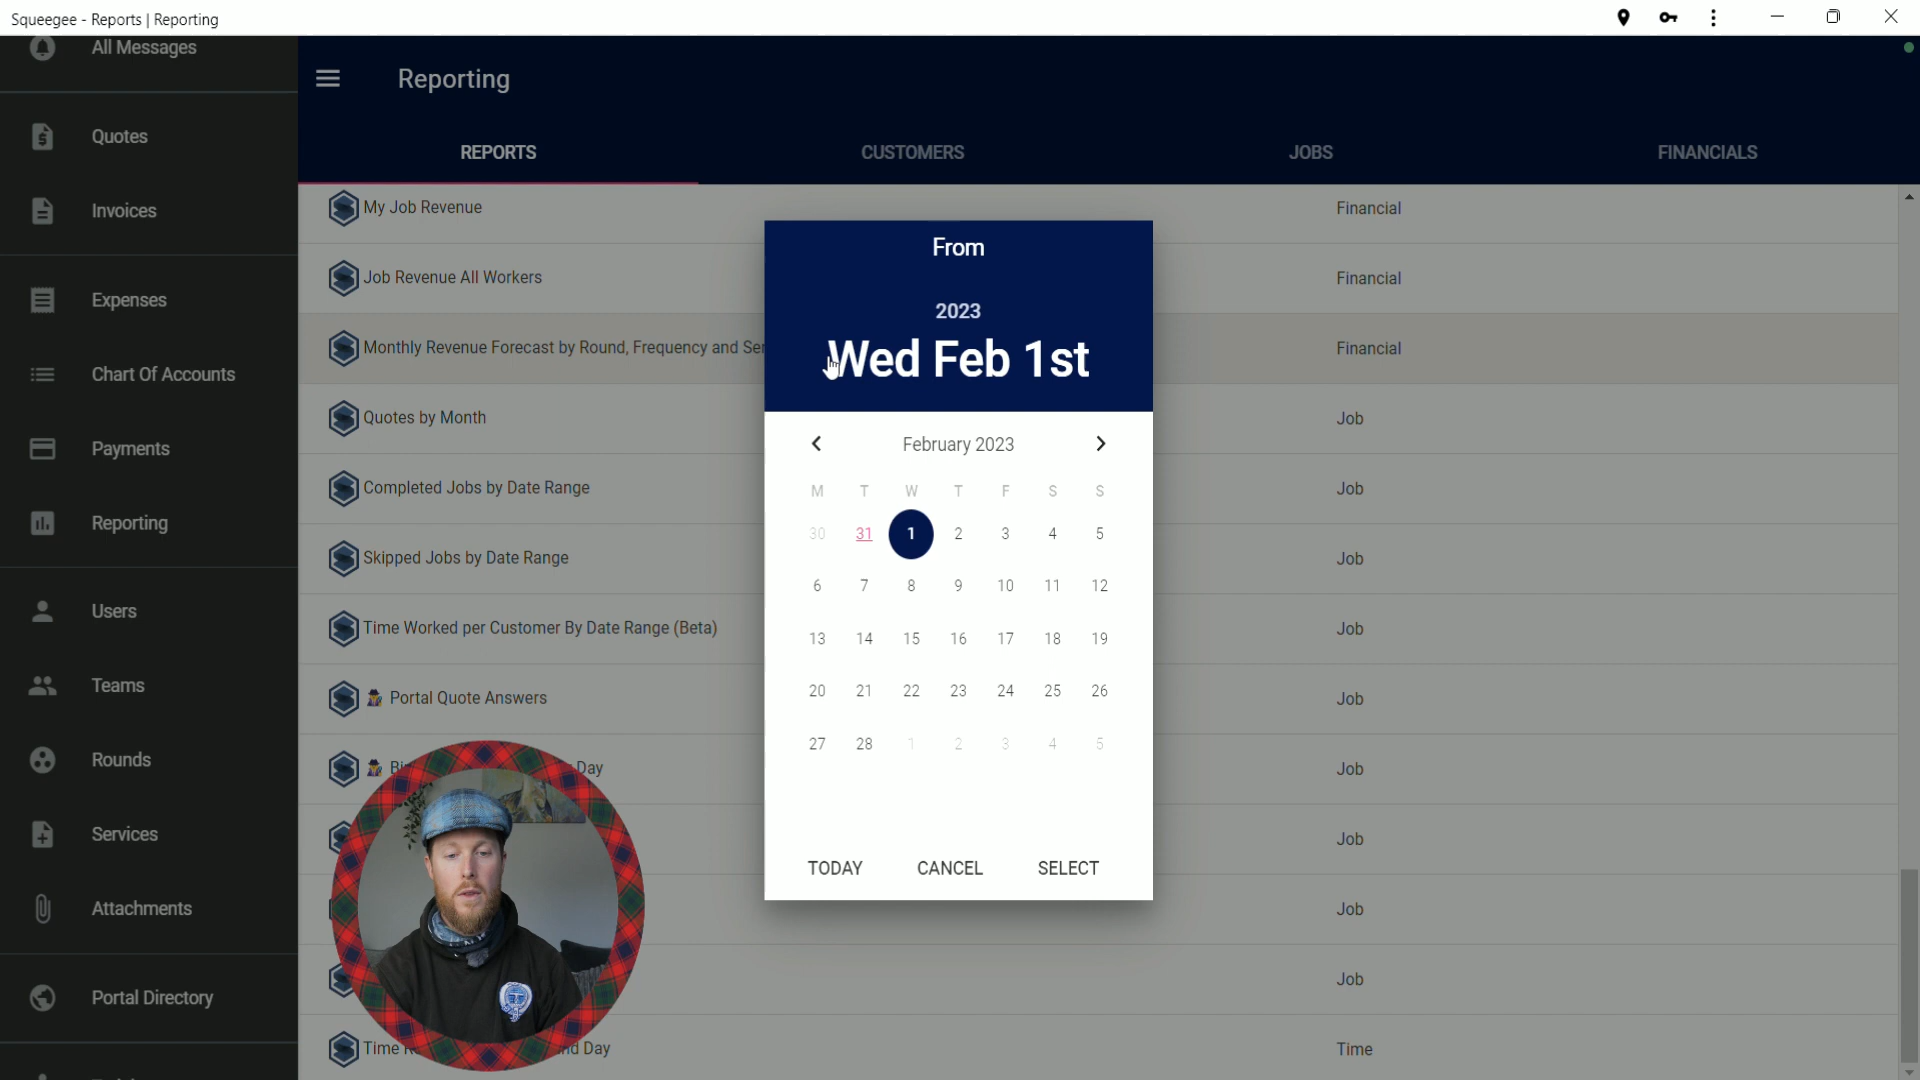 Squeegee - Reports | Reporting
All Messages
Quotes
Invoices
Expenses
Chart Of Accounts
Payments
Reporting
Users
Teams
Rounds
Services
Attachments
Portal Directory
Reporting
REPORTS CUSTOMERS JOBS FINANCIALS
My Job Revenue Financial
Job Revenue All Workers Financial
Monthly Revenue Forecast by Round, Frequency and Financial
Quotes by Month Job
Completed Jobs by Date Range Job
Skipped Jobs by Date Range Job
Time Worked per Customer By Date Range (Beta) Job
Portal Quote Answers Job
Day Job
Job
Job
Job
Time Day Time
From
2023
Wed Feb 1st
February 2023
M T W T F S S
30 31 1 2 3 4 5
6 7 8 9 10 11 12
13 14 15 16 17 18 19
20 21 22 23 24 25 26
27 28 1 2 3 4 5
TODAY CANCEL SELECT